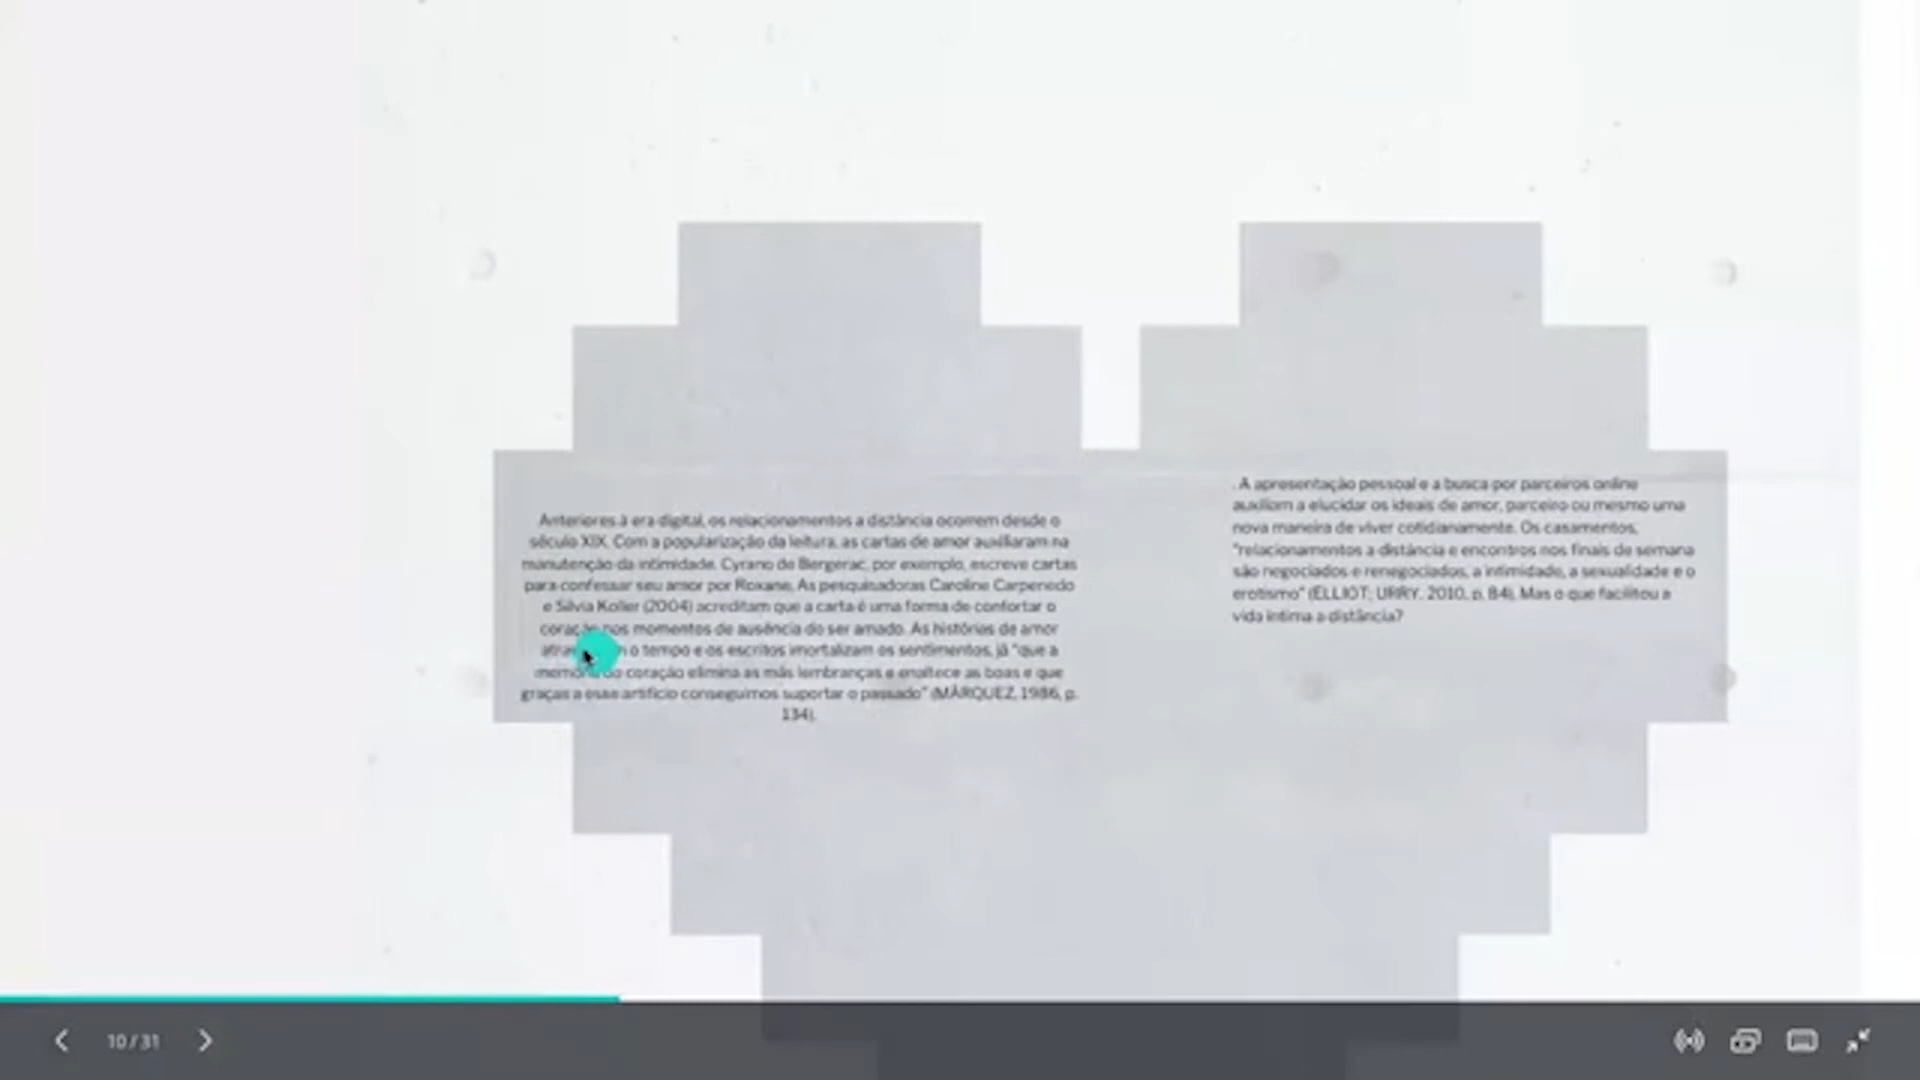 Anteriores à era digital, os relacionamentos a distância ocorrem desde o
século XIX. Com a popularização da leitura, as cartas de amor auxiliaram na
manutenção da intimidade. Cyrano de Bergerac, por exemplo, escreve cartas
para confessar seu amor por Roxane. As pesquisadoras Caroline Carpenedo
e Silvia Koller (2004) acreditam que a carta é uma forma de confortar o
nos momentos de ausência do ser amado. As histórias de amor
o tempo e os escritos imortalizam os sentimentos, já "que a
coração elimina as más lembranças e enaltece as boas e que
graças a esse artifício conseguimos suportar o passado" (MÁRQUEZ, 1986, p.
134).
. A apresentação pessoal e a busca por parceiros online
auxiliam a elucidar os ideais de amor, parceiro ou mesmo uma
nova maneira de viver cotidianamente. Os casamentos,
"relacionamentos a distância e encontros nos finais de semana
são negociados e renegociados, a intimidade, a sexualidade e o
erotismo" (ELLIOT; URRY, 2010, p. 84). Mas o que facilitou a
vida íntima a distância?
10/31